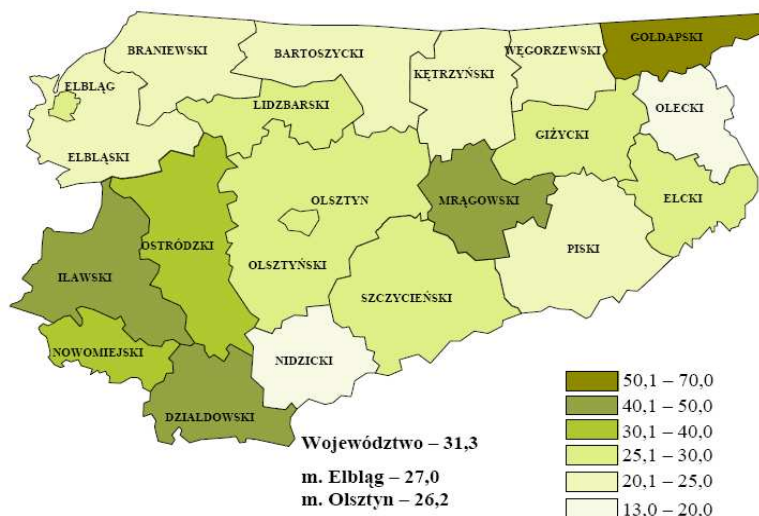 BRANIEWSKI
BARTOSZYCKI
KĘTRZYŃSKI
WĘGORZEWSKI
GOŁDAPSKI
ELBLĄG
LIDZBARSKI
OLECKI
GIŻYCKI
ELBLĄSKI
OLSZTYN
MRĄGOWSKI
EŁCKI
OSTRÓDZKI
PISKI
OLSZTYŃSKI
IŁAWSKI
SZCZYCIEŃSKI
NOWOMIEJSKI
NIDZICKI
DZIAŁDOWSKI
Województwo – 31,3
m. Elbląg – 27,0
m. Olsztyn – 26,2
50,1 – 70,0
40,1 – 50,0
30,1 – 40,0
25,1 – 30,0
20,1 – 25,0
13,0 – 20,0